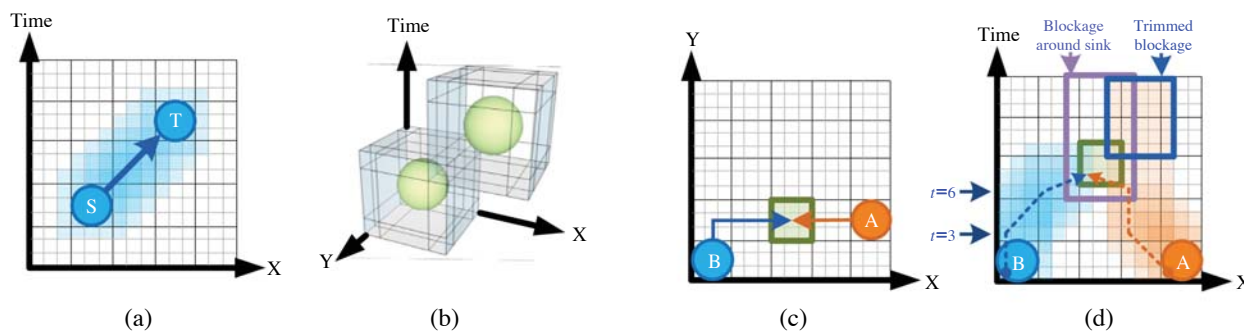 Time
S
T
X
(a)
Time
X
Y
(b)
Y
B
A
X
(c)
Blockage
around sink
Trimmed
blockage
Time
t=6
t=3
B
A
X
(d)